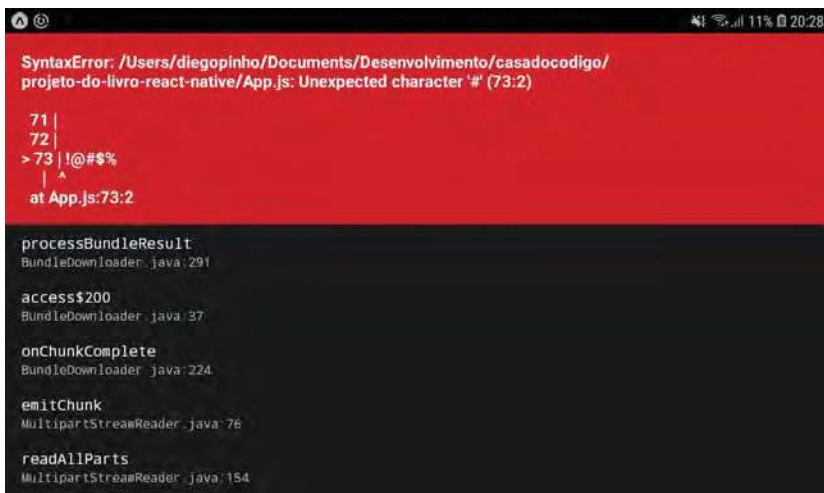 11% 20:28
SyntaxError: /Users/diegopinho/Documents/Desenvolvimento/casadocodigo/
projeto-do-livro-react-native/App.js: Unexpected character '#' (73:2)
71 |
72 |
> 73 | !@#$%
| ^
at App.js:73:2
processBundleResult
BundleDownloader.java:291
access$200
BundleDownloader.java:37
onChunkComplete
BundleDownloader.java:224
emitChunk
MultipartStreamReader.java:76
readAllParts
MultipartStreamReader.java:154